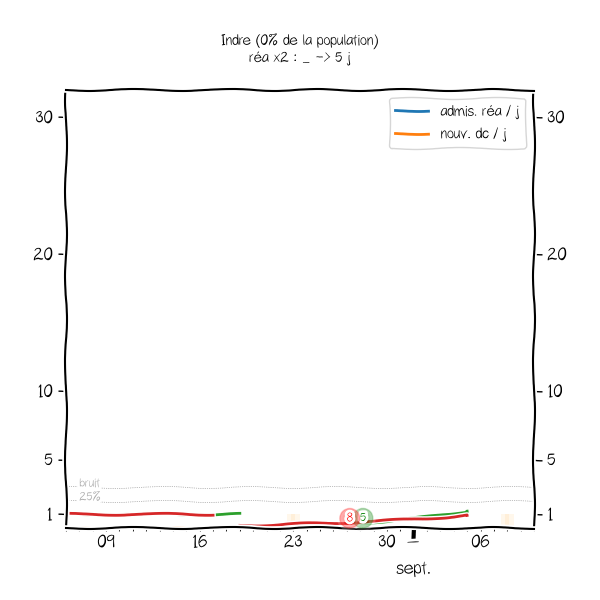 Indre (0% de la population)
réa x2 : _ -> 5 j
admis. réa / j
nouv. dc / j
30
30
20
20
10
10
5
5
bruit
25%
1
1
8 5
09 16 23 30 06
sept.